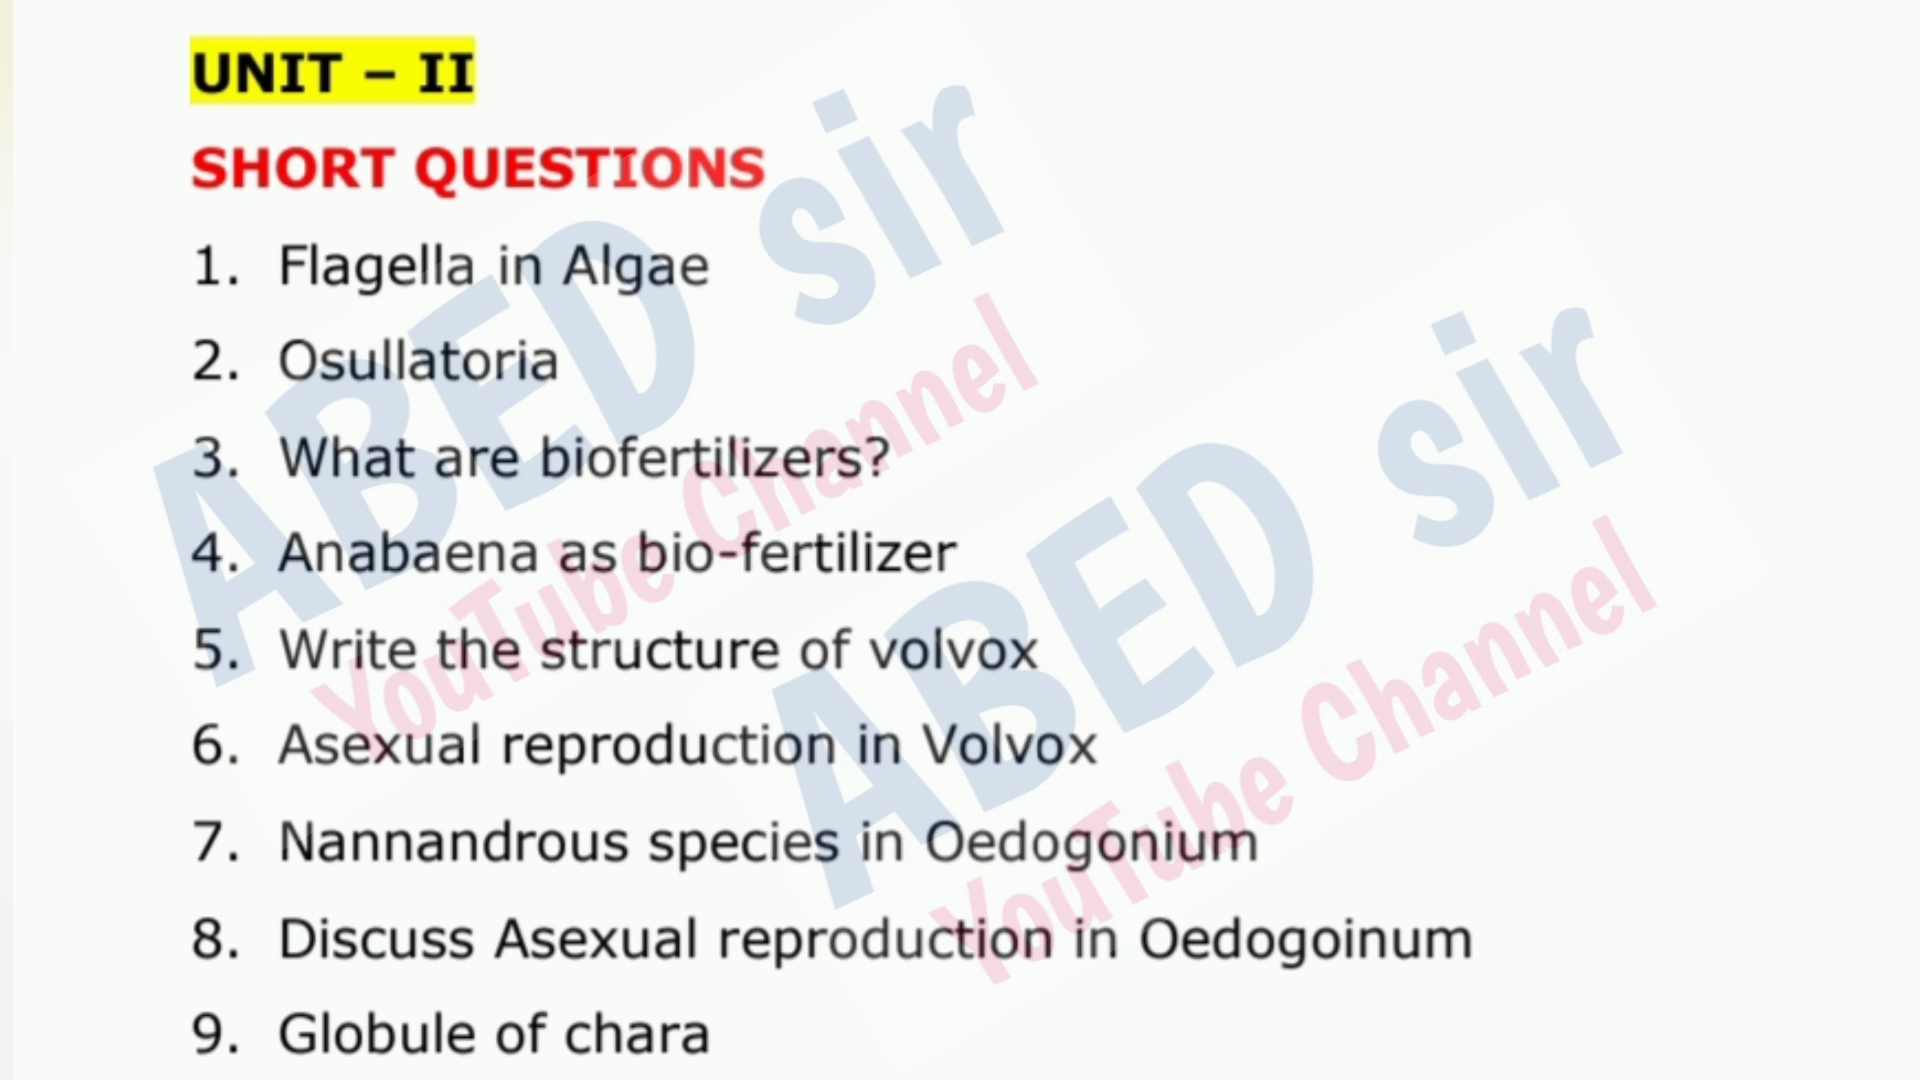 UNIT – II
SHORT QUESTIONS
1. Flagella in Algae
2. Osullatoria
3. What are biofertilizers?
4. Anabaena as bio-fertilizer
5. Write the structure of volvox
6. Asexual reproduction in Volvox
7. Nannandrous species in Oedogonium
8. Discuss Asexual reproduction in Oedogoinum
9. Globule of chara
ABED sir
YouTube Channel
ABED sir
YouTube Channel